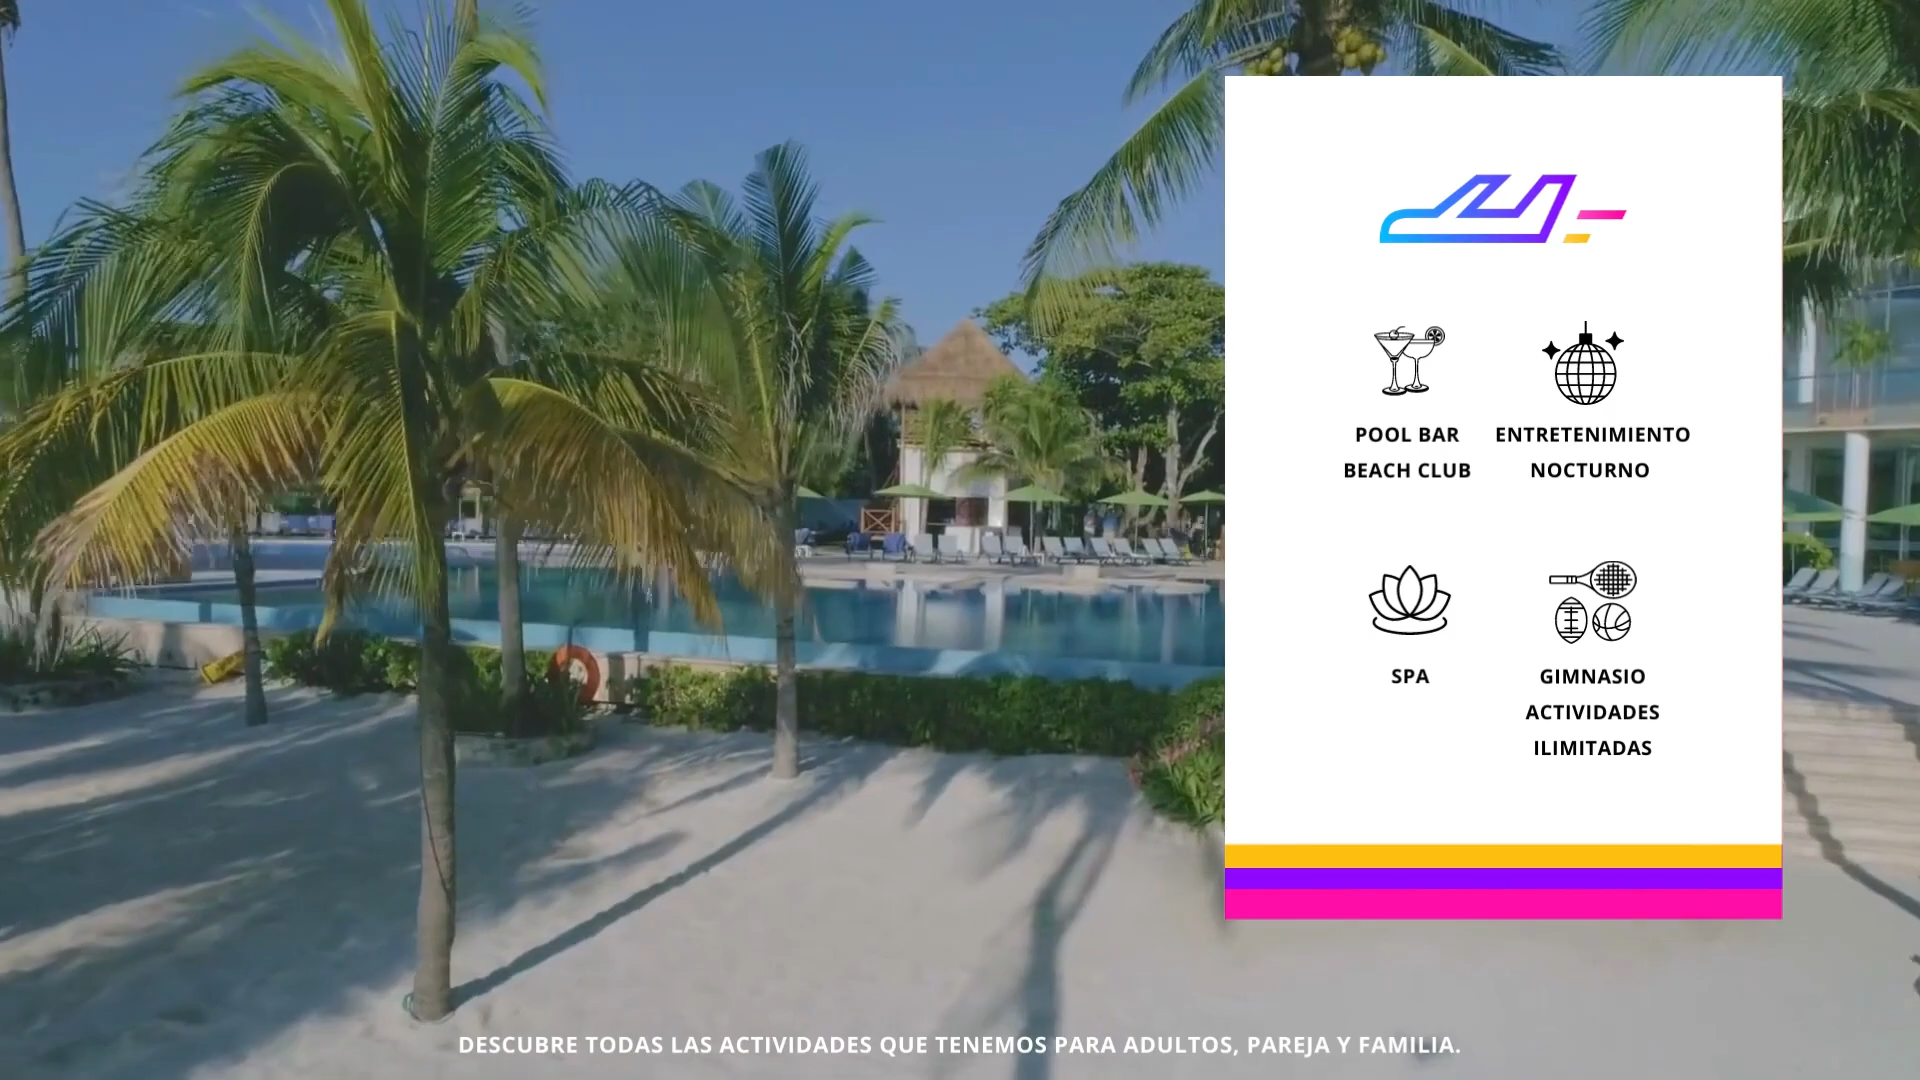 POOL BAR
BEACH CLUB
ENTRETENIMIENTO
NOCTURNO
SPA
GIMNASIO
ACTIVIDADES
ILIMITADAS
DESCUBRE TODAS LAS ACTIVIDADES QUE TENEMOS PARA ADULTOS, PAREJA Y FAMILIA.